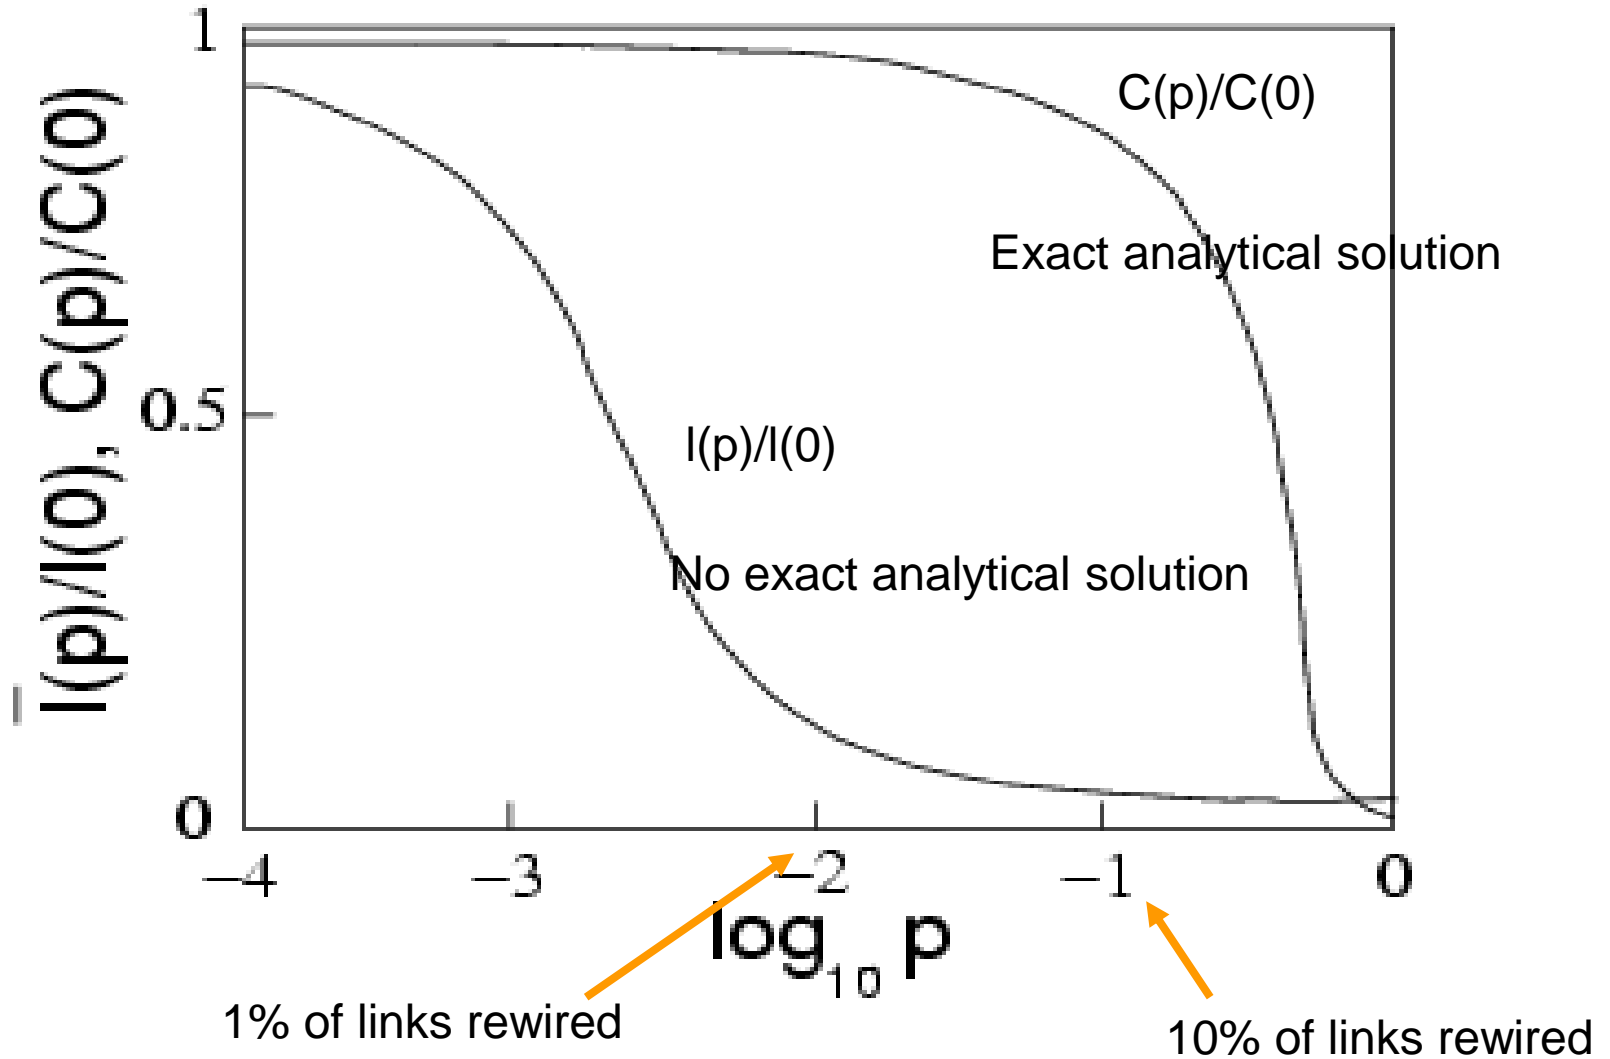 1
C(p)/C(0)
l(p)/l(0), C(p)/C(0)
Exact analytical solution
0.5
l(p)/l(0)
No exact analytical solution
0
−4
−3
−2
−1
0
log10 p
1% of links rewired
10% of links rewired